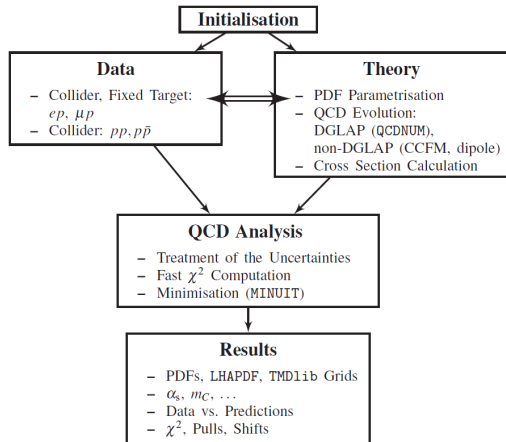 Initialisation
Data
– Collider, Fixed Target:
ep, μp
– Collider: pp, pp̄
Theory
– PDF Parametrisation
– QCD Evolution:
DGLAP (QCDNUM),
non-DGLAP (CCFM, dipole)
– Cross Section Calculation
QCD Analysis
– Treatment of the Uncertainties
– Fast χ² Computation
– Minimisation (MINUIT)
Results
– PDFs, LHAPDF, TMDlib Grids
– αs, mC, ...
– Data vs. Predictions
– χ², Pulls, Shifts